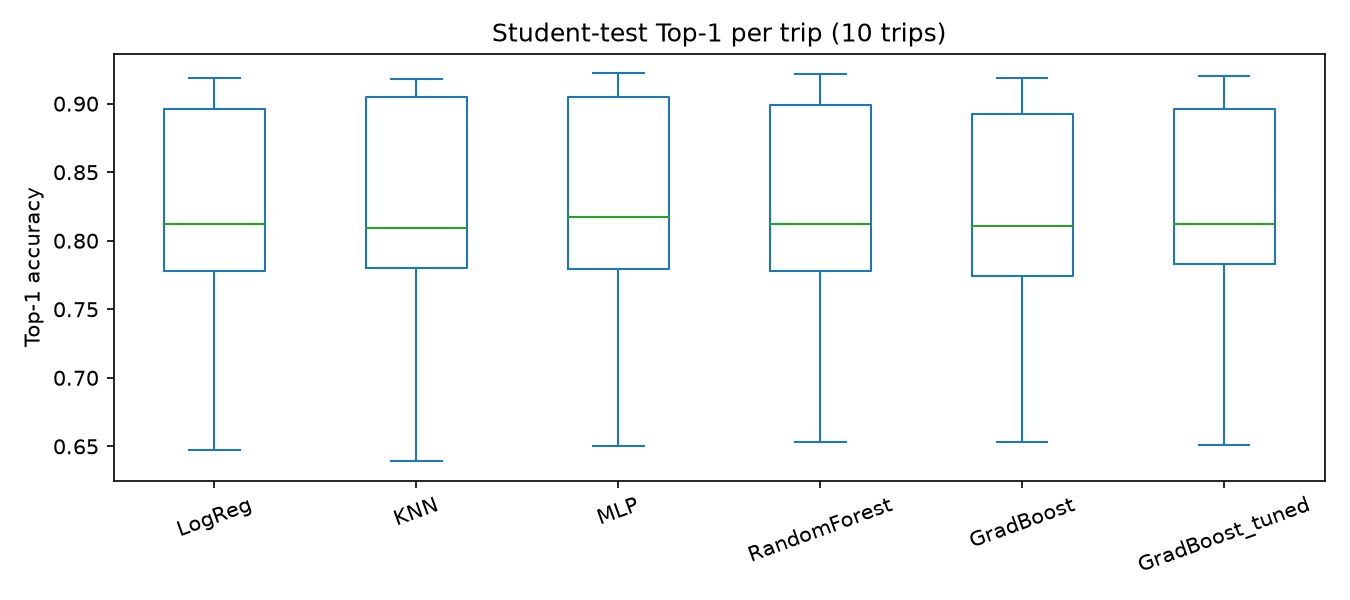 Student-test Top-1 per trip (10 trips)
Top-1 accuracy
0.90
0.85
0.80
0.75
0.70
0.65
LogReg
KNN
MLP
RandomForest
GradBoost
GradBoost_tuned